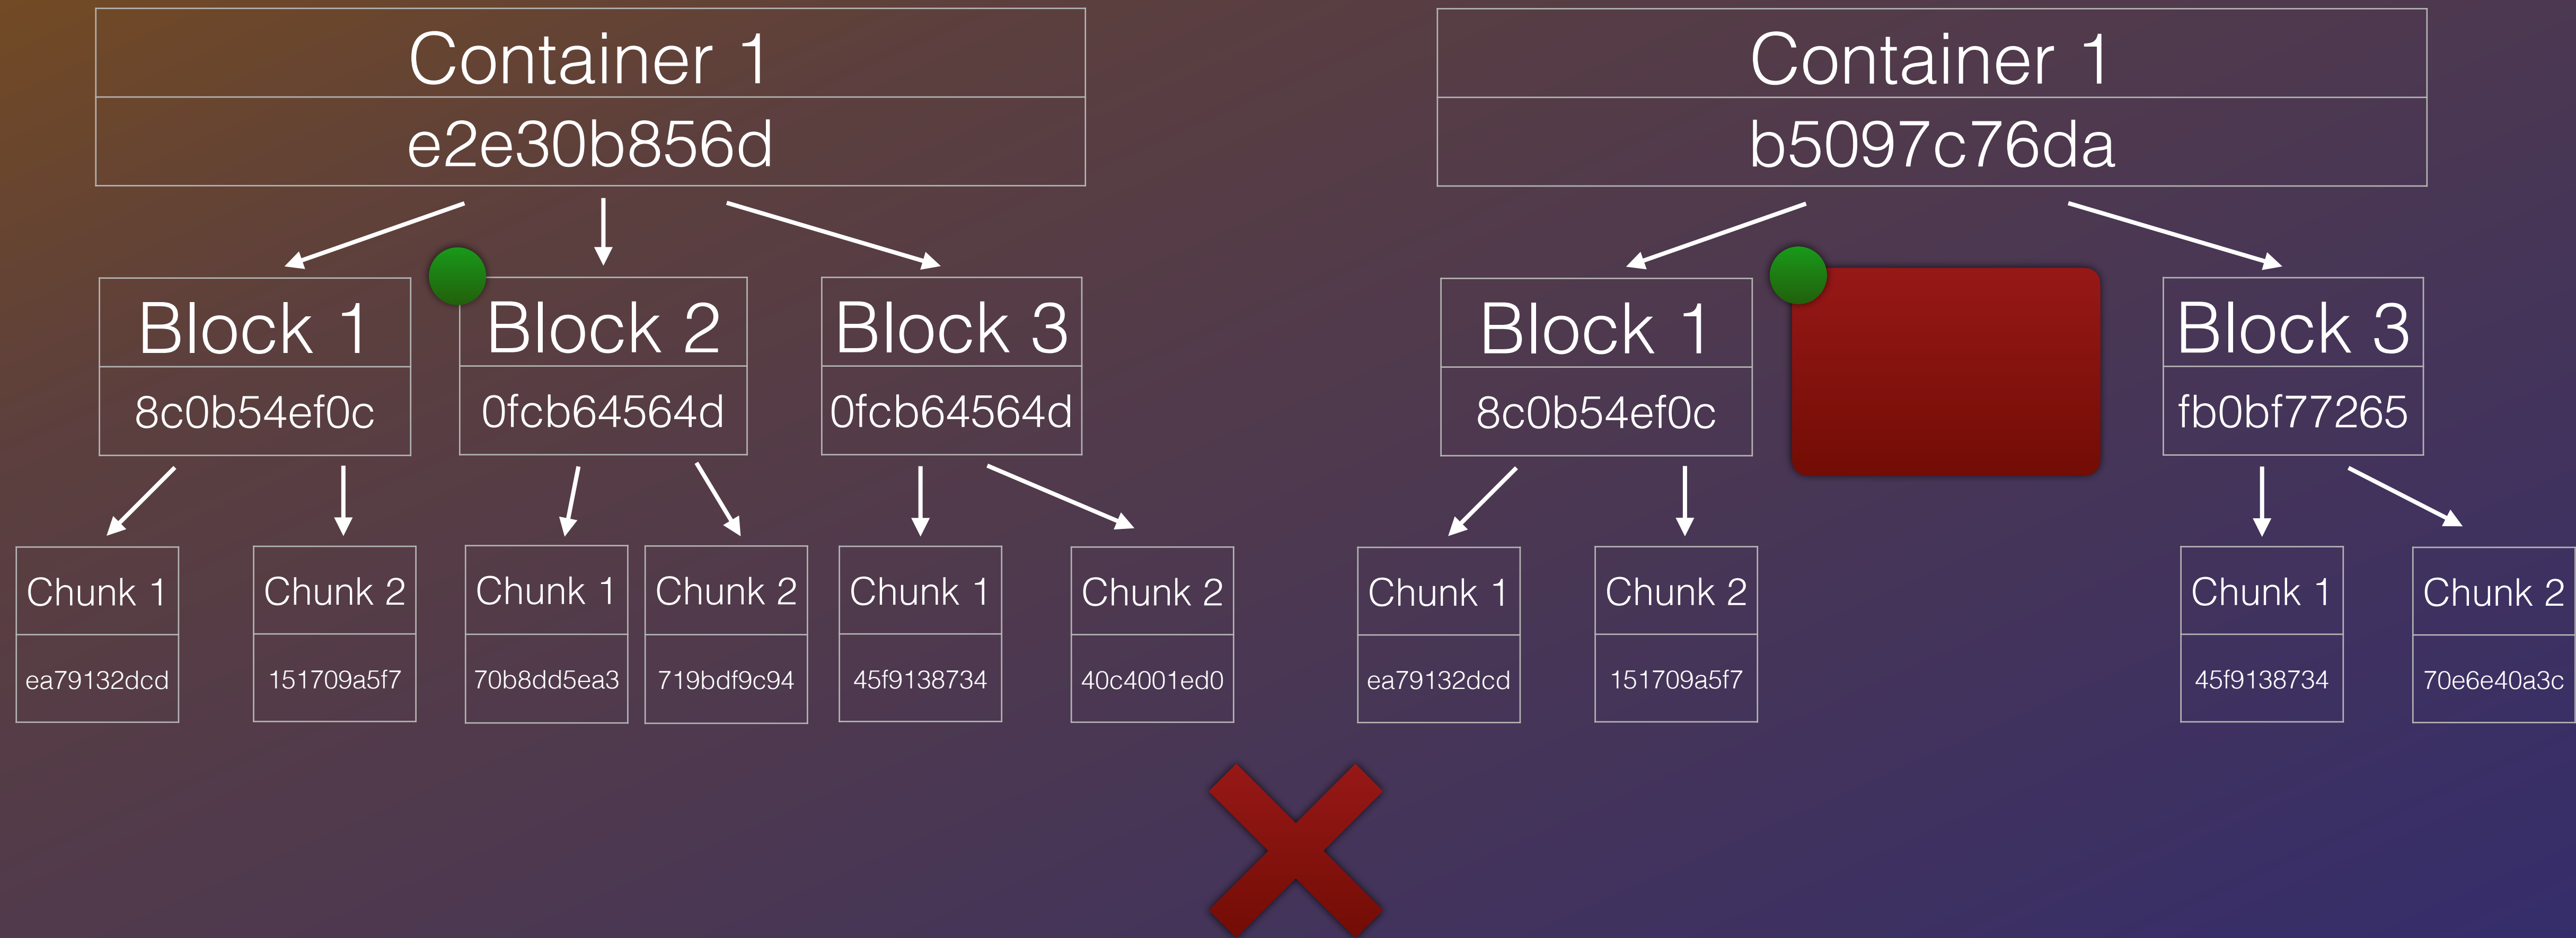 Container 1
e2e30b856d
Block 1
8c0b54ef0c
Block 2
0fcb64564d
Block 3
0fcb64564d
Chunk 1
ea79132dcd
Chunk 2
151709a5f7
Chunk 1
70b8dd5ea3
Chunk 2
719bdf9c94
Chunk 1
45f9138734
Chunk 2
40c4001ed0
Container 1
b5097c76da
Block 1
8c0b54ef0c
Block 3
fb0bf77265
Chunk 1
ea79132dcd
Chunk 2
151709a5f7
Chunk 1
45f9138734
Chunk 2
70e6e40a3c